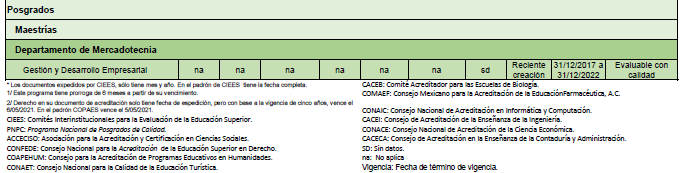 Posgrados
Maestrías
Departamento de Mercadotecnia
Gestión y Desarrollo Empresarial na na na na na na sd Reciente creación 31/12/2017 a 31/12/2022 Evaluable con calidad
* Los documentos expedidos por CIEES, sólo tiene mes y año. En el padrón de CIEES tiene la fecha completa.
1/ Este programa tiene prorroga de 6 meses a partir de su vencimiento.
2/ Derecho en su documento de acreditación solo tiene fecha de expedición, pero con base a la vigencia de cinco años, vence el 6/05/2021. En el padrón COPAES vence el 5/05/2021.
CIEES: Comités Interinstitucionales para la Evaluación de la Educación Superior.
PNPC: Programa Nacional de Posgrados de Calidad.
ACCECISO: Asociación para la Acreditación y Certificación en Ciencias Sociales.
CONFEDE: Consejo Nacional para la Acreditación de la Educación Superior en Derecho.
COAPEHUM: Consejo para la Acreditación de Programas Educativos en Humanidades.
CONAET: Consejo Nacional para la Calidad de la Educación Turística.
CACEB: Comité Acreditador para las Escuelas de Biología.
COMAEF: Consejo Mexicano para la Acreditación de la EducaciónFarmacéutica, A.C.
CONAIC: Consejo Nacional de Acreditación en Informática y Computación.
CACEI: Consejo de Acreditación de la Enseñanza de la Ingeniería.
CONACE: Consejo Nacional de Acreditación de la Ciencia Económica.
CACECA: Consejo de Acreditación en la Enseñanza de la Contaduría y Administración.
SD: Sin datos.
na: No aplica
Vigencia: Fecha de término de vigencia.